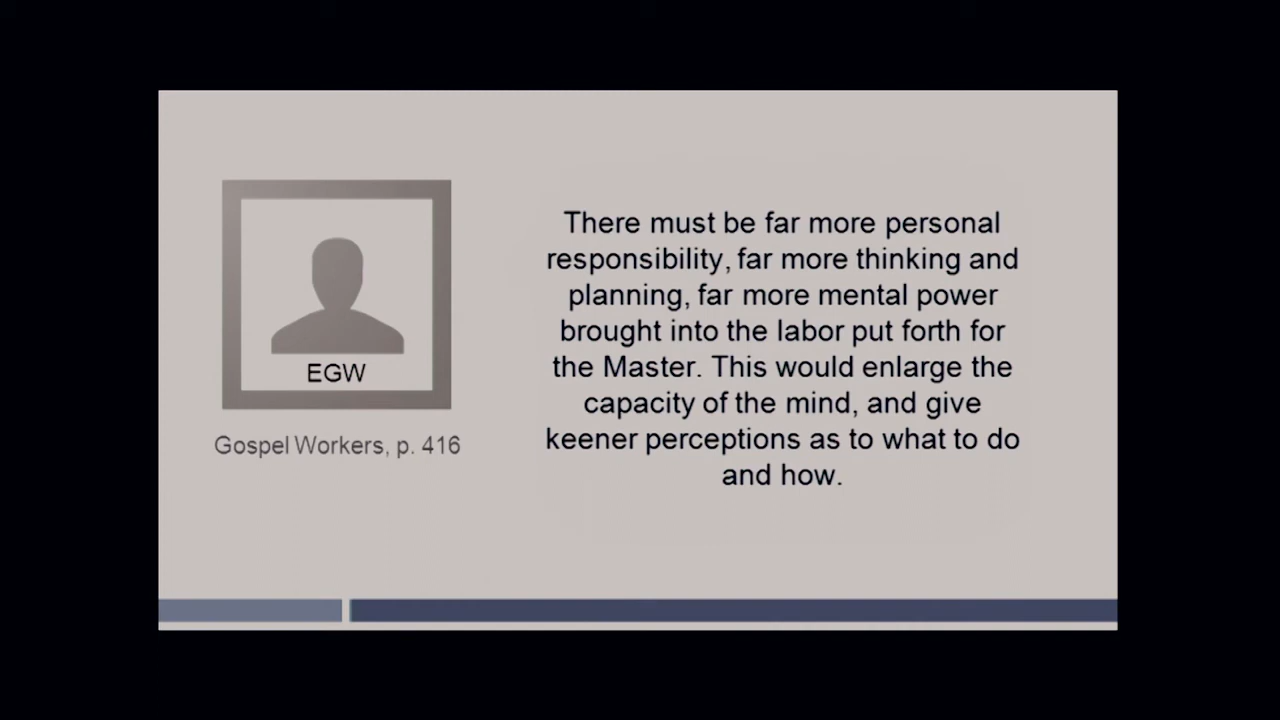 EGW
Gospel Workers, p. 416
There must be far more personal
responsibility, far more thinking and
planning, far more mental power
brought into the labor put forth for
the Master. This would enlarge the
capacity of the mind, and give
keener perceptions as to what to do
and how.